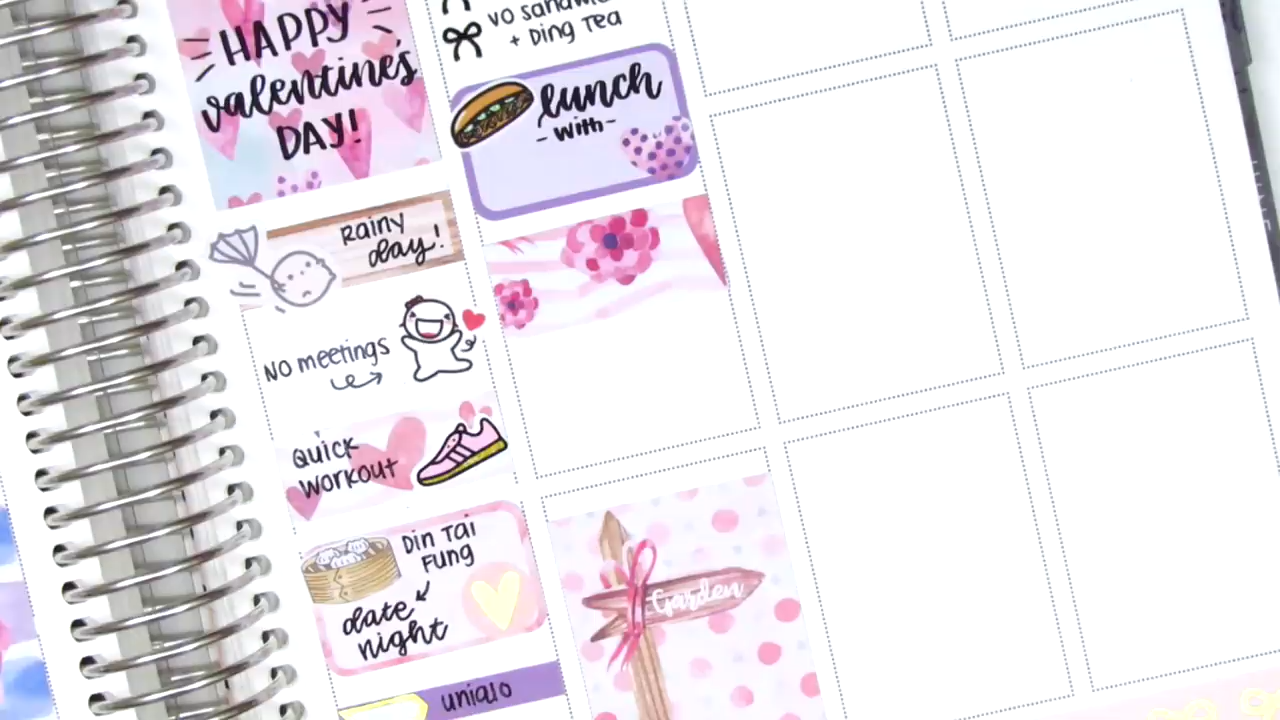 HAPPY
valentine's
DAY!
Rainy
day!
NO meetings
Quick
workout
Din Tai
Fung
date
night
uniqlo
+ Ding Tea
lunch
- with -
Garden